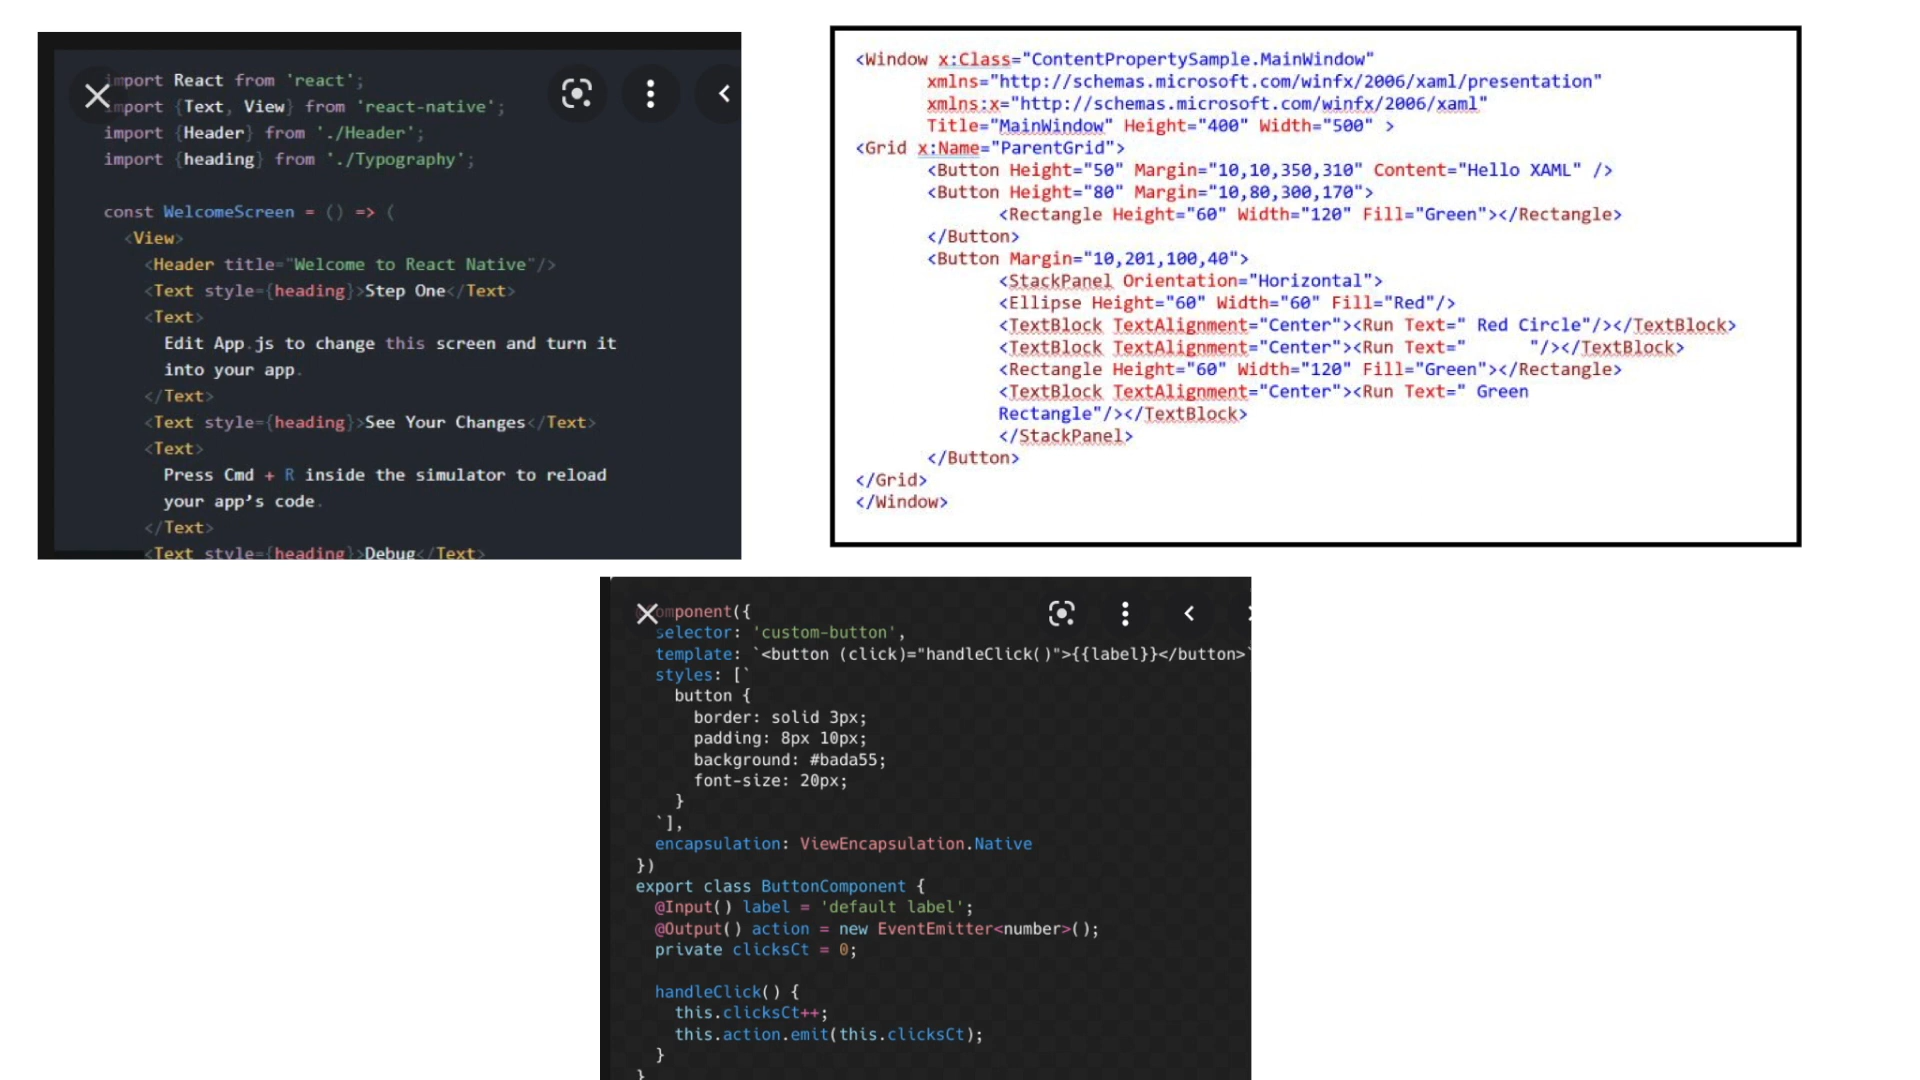 import React from 'react';
import {Text, View} from 'react-native';
import {Header} from './Header';
import {heading} from './Typography';
const WelcomeScreen = () => (
<View>
<Header title="Welcome to React Native"/>
<Text style={heading}>Step One</Text>
<Text>
Edit App.js to change this screen and turn it
into your app.
</Text>
<Text style={heading}>See Your Changes</Text>
<Text>
Press Cmd + R inside the simulator to reload
your app’s code.
</Text>
<Text style={heading}>Debug</Text>
<Window x:Class="ContentPropertySample.MainWindow"
xmlns="http://schemas.microsoft.com/winfx/2006/xaml/presentation"
xmlns:x="http://schemas.microsoft.com/winfx/2006/xaml"
Title="MainWindow" Height="400" Width="500" >
<Grid x:Name="ParentGrid">
<Button Height="50" Margin="10,10,350,310" Content="Hello XAML" />
<Button Height="80" Margin="10,80,300,170">
<Rectangle Height="60" Width="120" Fill="Green"></Rectangle>
</Button>
<Button Margin="10,201,100,40">
<StackPanel Orientation="Horizontal">
<Ellipse Height="60" Width="60" Fill="Red"/>
<TextBlock TextAlignment="Center"><Run Text=" Red Circle"/></TextBlock>
<TextBlock TextAlignment="Center"><Run Text="       "/></TextBlock>
<Rectangle Height="60" Width="120" Fill="Green"></Rectangle>
<TextBlock TextAlignment="Center"><Run Text=" Green
Rectangle"/></TextBlock>
</StackPanel>
</Button>
</Grid>
</Window>
@Component({
selector: 'custom-button',
template: `<button (click)="handleClick()">{{label}}</button>`
styles: [`
button {
border: solid 3px;
padding: 8px 10px;
background: #bada55;
font-size: 20px;
}
`],
encapsulation: ViewEncapsulation.Native
})
export class ButtonComponent {
@Input() label = 'default label';
@Output() action = new EventEmitter<number>();
private clicksCt = 0;
handleClick() {
this.clicksCt++;
this.action.emit(this.clicksCt);
}
}